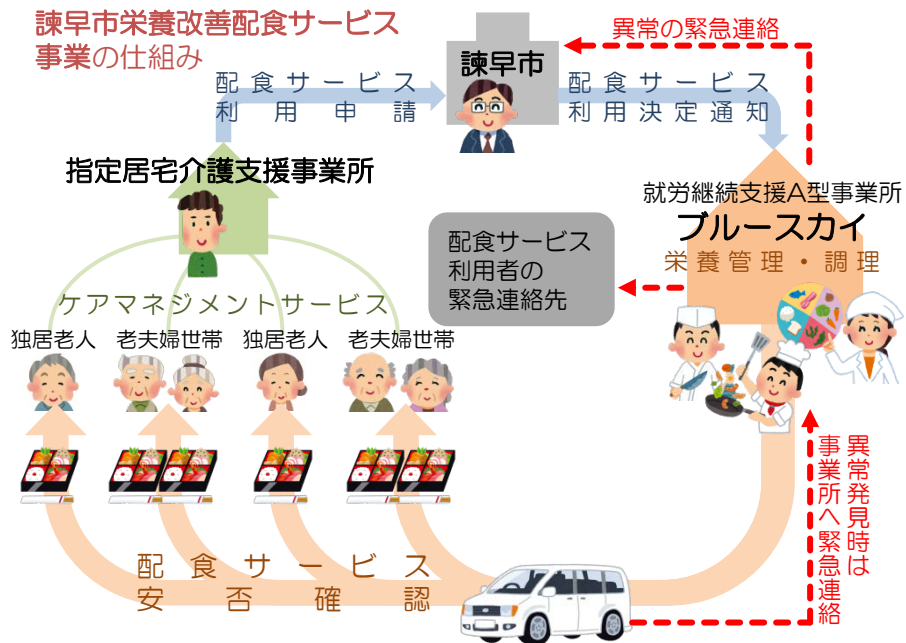 諫早市栄養改善配食サービス
事業の仕組み
異常の緊急連絡
諫早市
配食サービス
利用申請
配食サービス
利用決定通知
指定居宅介護支援事業所
就労継続支援A型事業所
ブルースカイ
栄養管理・調理
配食サービス
利用者の
緊急連絡先
ケアマネジメントサービス
独居老人
老夫婦世帯
独居老人
老夫婦世帯
異常発見時は
事業所へ緊急連絡
配食サービス
安否確認